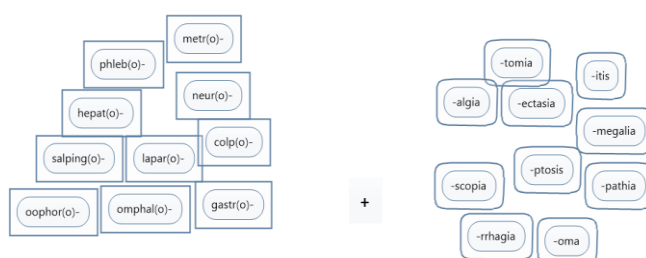 metr(o)-
phleb(o)-
neur(o)-
hepat(o)-
colp(o)-
salping(o)-
lapar(o)-
gastr(o)-
omphal(o)-
oophor(o)-
+
-tomia
-itis
-algia
-ectasia
-megalia
-ptosis
-scopia
-pathia
-rrhagia
-oma